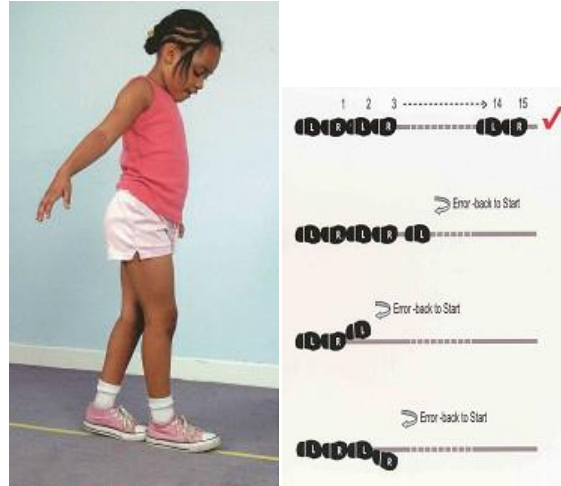 1 2 3 14 15
L R L R L R
Error -back to Start
L R L R L
Error -back to Start
L R L
Error -back to Start
L R L R